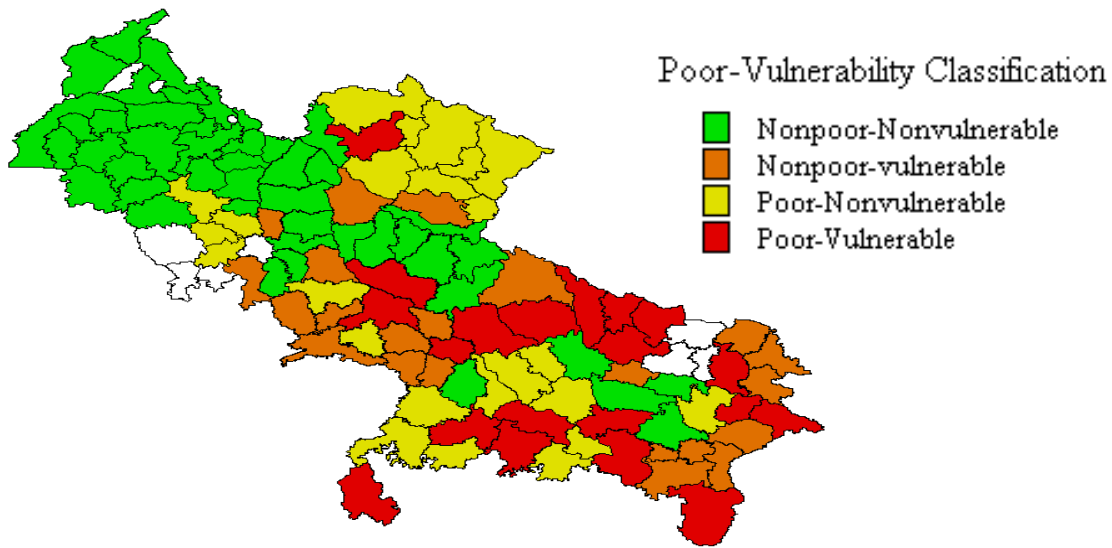 Poor-Vulnerability Classification
Nonpoor-Nonvulnerable
Nonpoor-vulnerable
Poor-Nonvulnerable
Poor-Vulnerable